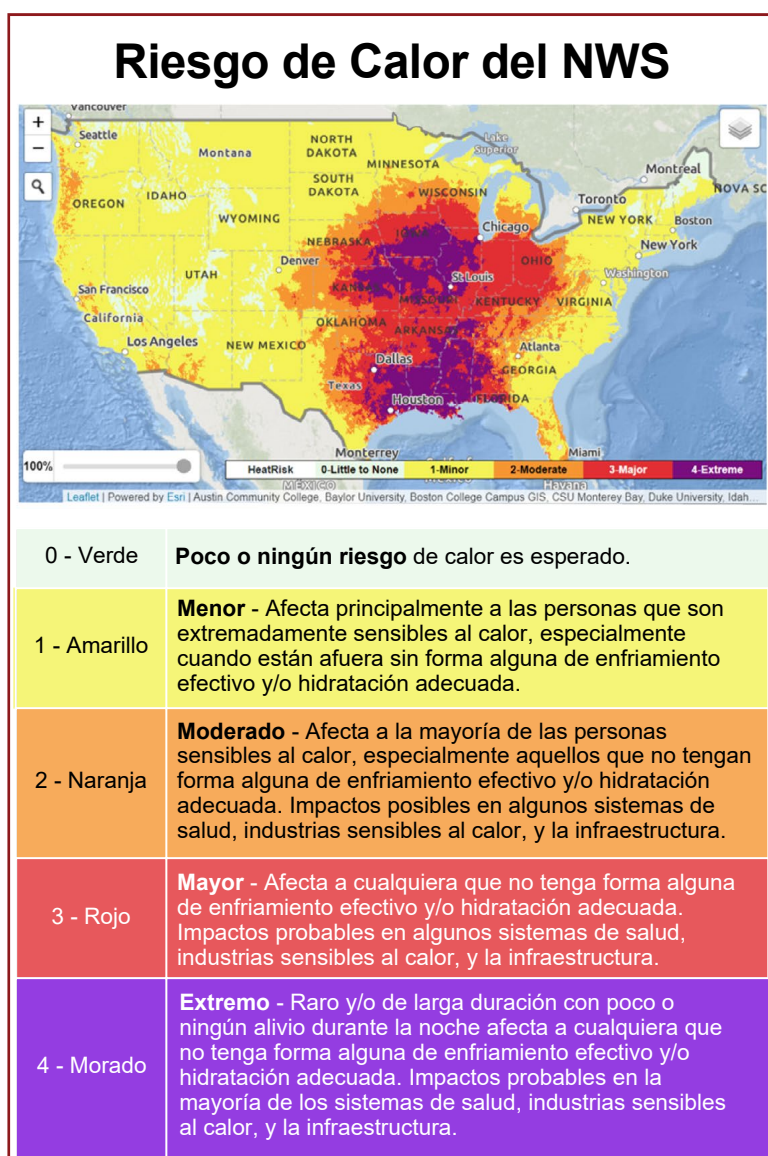 Riesgo de Calor del NWS
+
−
Vancouver
Seattle
Montana
NORTH
DAKOTA
MINNESOTA
Lake
Superior
Montreal
NOVA SC
OREGON
IDAHO
SOUTH
DAKOTA
WISCONSIN
Toronto
WYOMING
NEW YORK
Boston
Chicago
NEBRASKA
IOWA
New York
Denver
OHIO
Washington
UTAH
St Louis
San Francisco
KANSAS
MISSOURI
KENTUCKY
VIRGINIA
California
OKLAHOMA
ARKANSAS
Los Angeles
NEW MEXICO
Atlanta
Dallas
GEORGIA
Texas
Houston
FLORIDA
Monterrey
Miami
100%
HeatRisk 0-Little to None 1-Minor 2-Moderate 3-Major 4-Extreme
MÉXICO
Havana
Leaflet | Powered by Esri | Austin Community College, Baylor University, Boston College Campus GIS, CSU Monterey Bay, Duke University, Idah...
0 - Verde
Poco o ningún riesgo de calor es esperado.
1 - Amarillo
Menor - Afecta principalmente a las personas que son
extremadamente sensibles al calor, especialmente
cuando están afuera sin forma alguna de enfriamiento
efectivo y/o hidratación adecuada.
2 - Naranja
Moderado - Afecta a la mayoría de las personas
sensibles al calor, especialmente aquellos que no tengan
forma alguna de enfriamiento efectivo y/o hidratación
adecuada. Impactos posibles en algunos sistemas de
salud, industrias sensibles al calor, y la infraestructura.
3 - Rojo
Mayor - Afecta a cualquiera que no tenga forma alguna
de enfriamiento efectivo y/o hidratación adecuada.
Impactos probables en algunos sistemas de salud,
industrias sensibles al calor, y la infraestructura.
4 - Morado
Extremo - Raro y/o de larga duración con poco o
ningún alivio durante la noche afecta a cualquiera que
no tenga forma alguna de enfriamiento efectivo y/o
hidratación adecuada. Impactos probables en la
mayoría de los sistemas de salud, industrias sensibles
al calor, y la infraestructura.